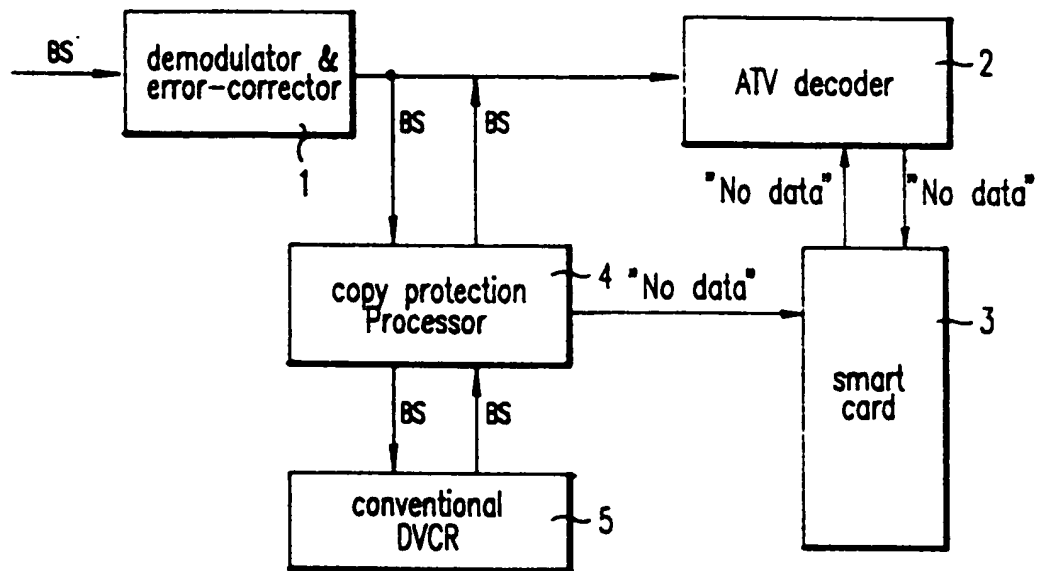 BS
demodulator &
error-corrector
1
ATV decoder
2
BS
BS
"No data"
"No data"
copy protection
Processor
4
"No data"
smart
card
3
BS
BS
conventional
DVCR
5